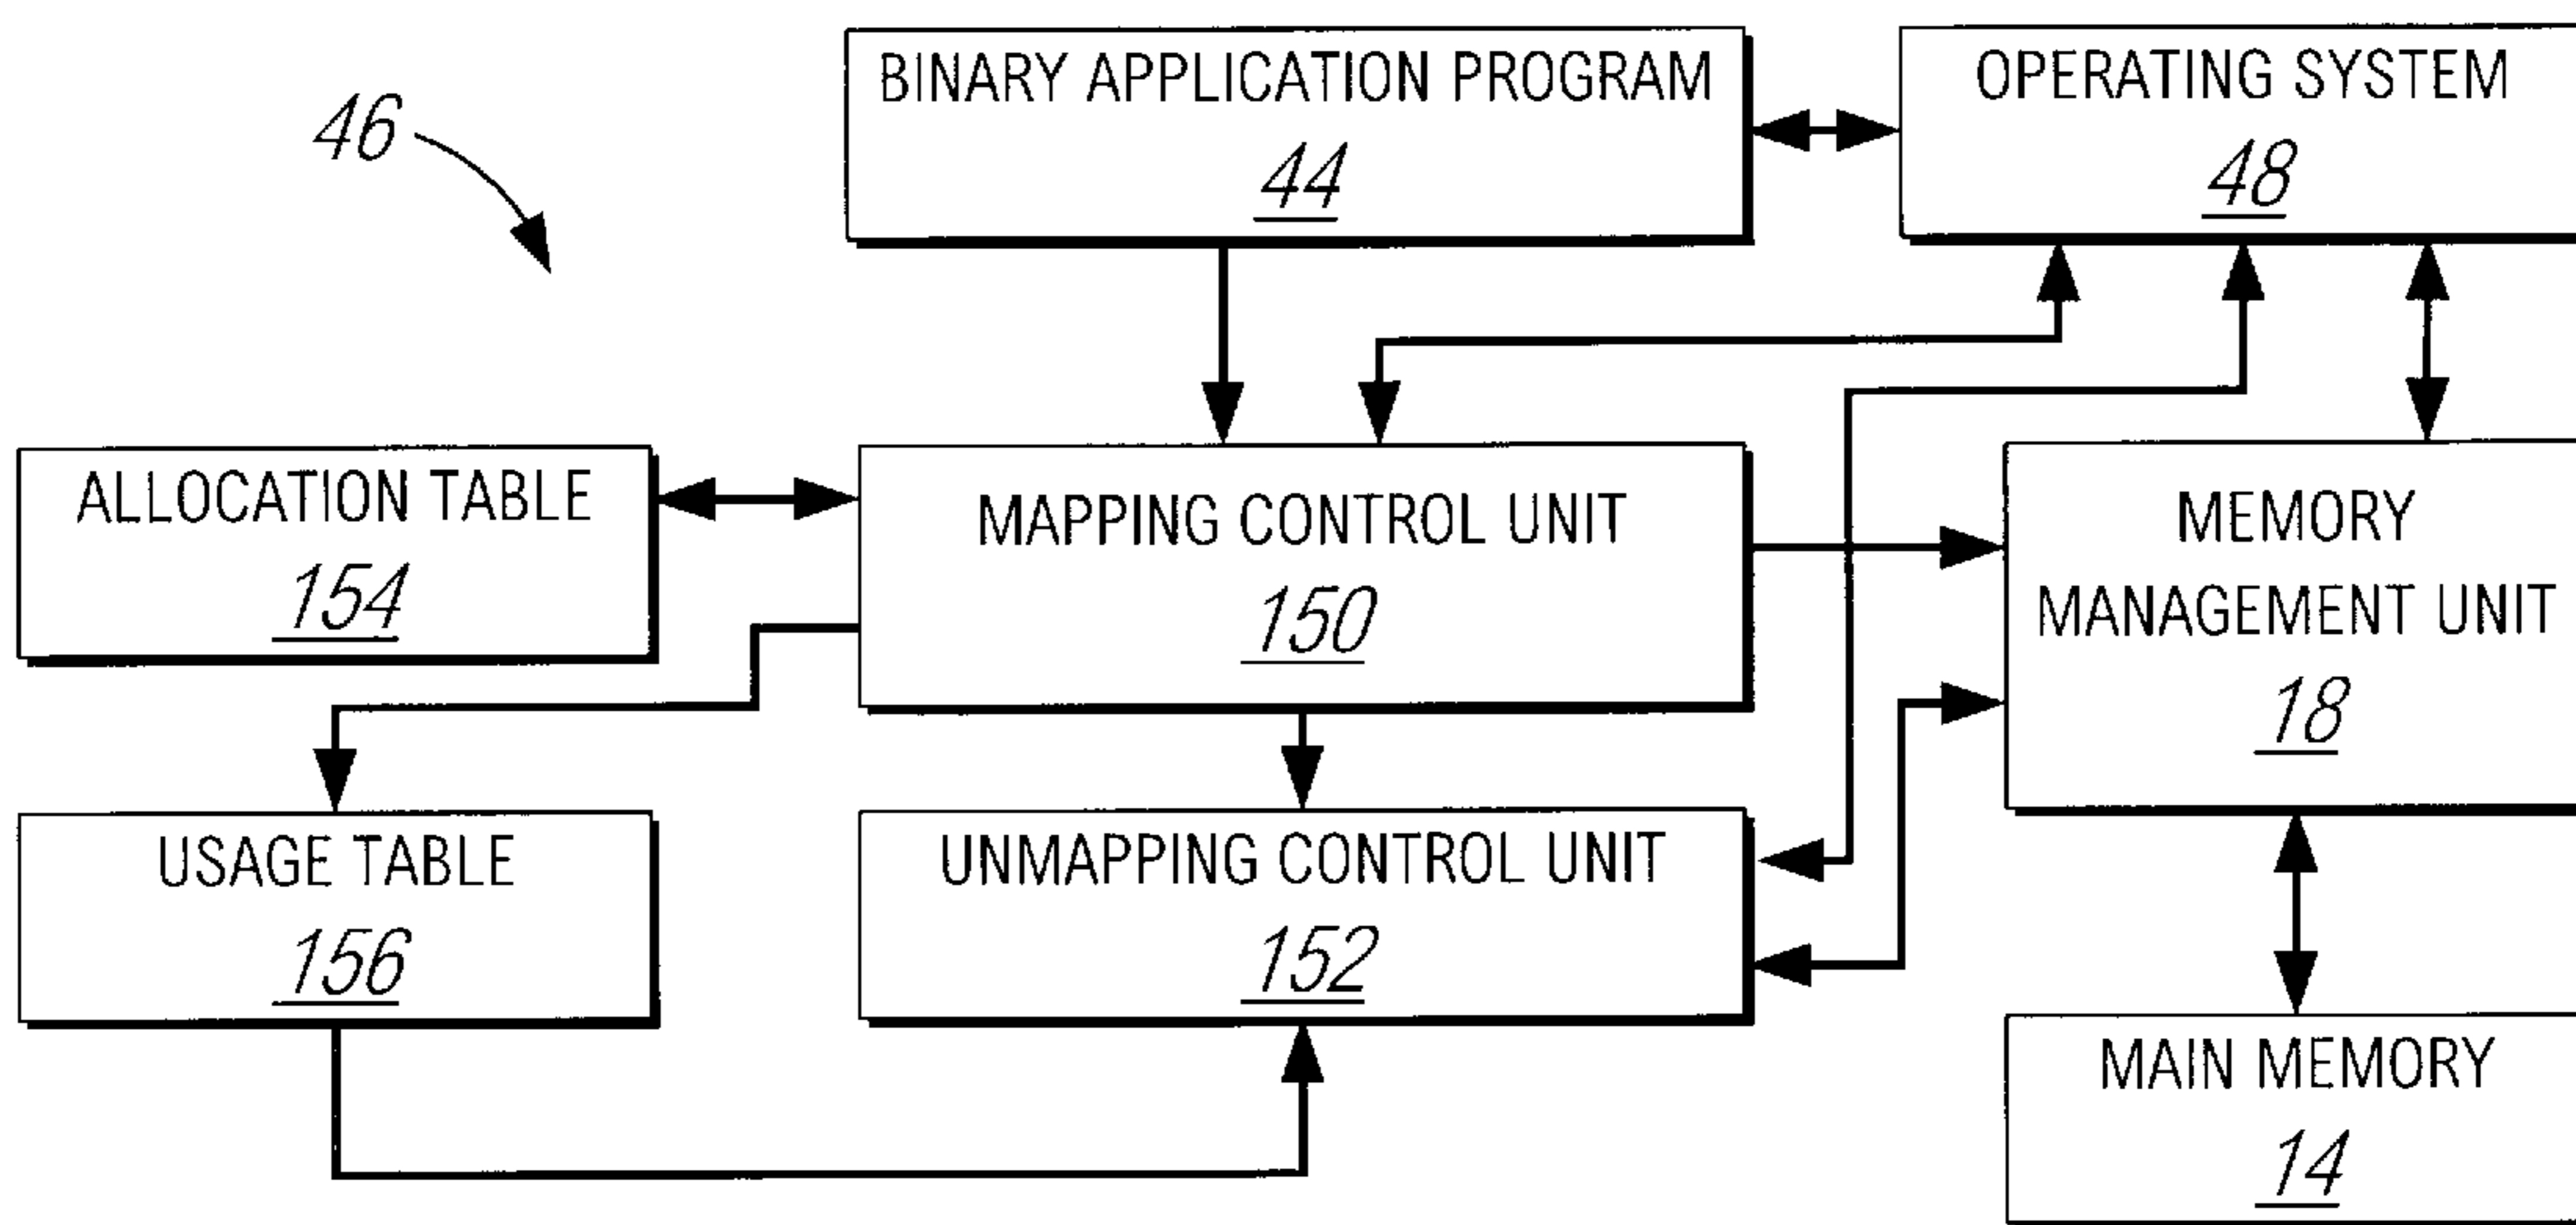 46
BINARY APPLICATION PROGRAM
44
OPERATING SYSTEM
48
ALLOCATION TABLE
154
MAPPING CONTROL UNIT
150
MEMORY
MANAGEMENT UNIT
18
USAGE TABLE
156
UNMAPPING CONTROL UNIT
152
MAIN MEMORY
14